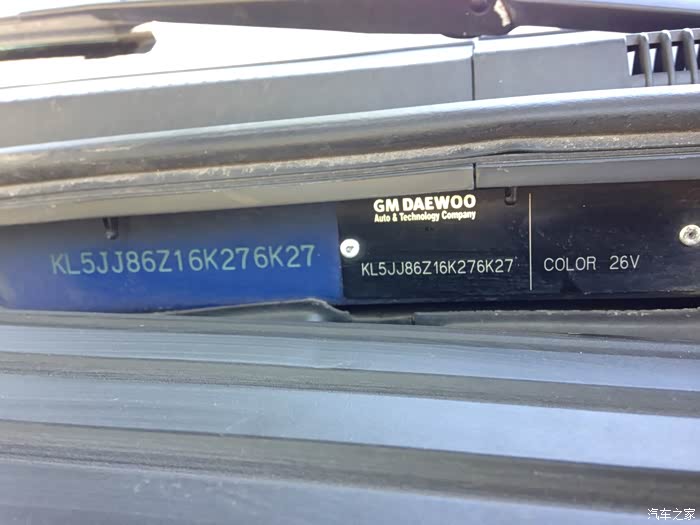 GM DAEWOO
Auto & Technology Company
KL5JJ86Z16K276K27
KL5JJ86Z16K276K27
COLOR 26V
汽车之家